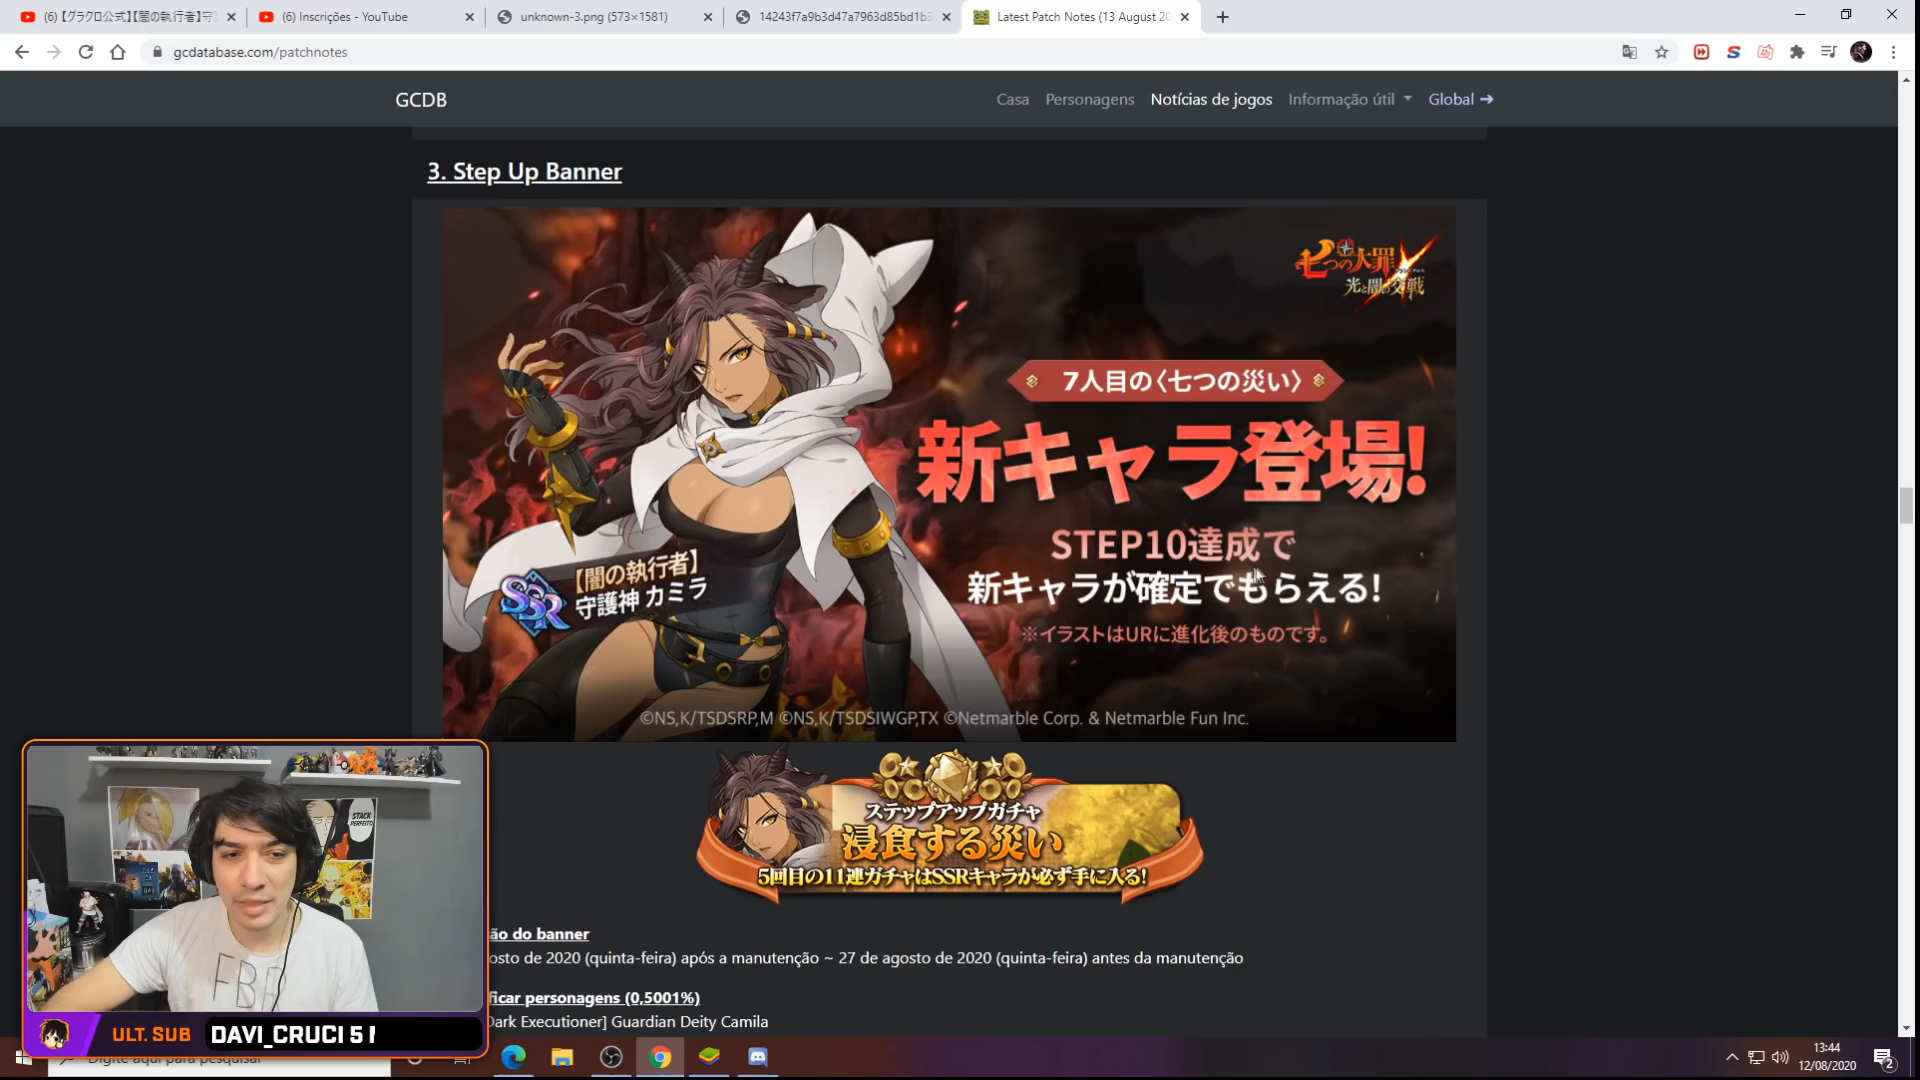 (6) 【グラクロ公式】【闇の執行者】守
(6) Inscrições - YouTube
unknown-3.png (573×1581)
14243f7a9b3d47a7963d85bd1b3
Latest Patch Notes (13 August 20
gcdatabase.com/patchnotes
GCDB
Casa
Personagens
Notícias de jogos
Informação útil
Global
3. Step Up Banner
七つの大罪
光と闇の交戦
7人目の〈七つの災い〉
新キャラ登場!
STEP10達成で
新キャラが確定でもらえる!
※イラストはURに進化後のものです。
SSR
【闇の執行者】
守護神 カミラ
©NS,K/TSDSRP,M ©NS,K/TSDSIWGP,TX ©Netmarble Corp. & Netmarble Fun Inc.
ステップアップガチャ
浸食する災い
5回目の11連ガチャはSSRキャラが必ず手に入る!
ão do banner
osto de 2020 (quinta-feira) após a manutenção ~ 27 de agosto de 2020 (quinta-feira) antes da manutenção
ficar personagens (0,5001%)
Dark Executioner] Guardian Deity Camila
STACK
PERFEITO
FBF
ULT. SUB
DAVI_CRUCI 5
Digite aqui para pesquisar
13:44
12/08/2020
2